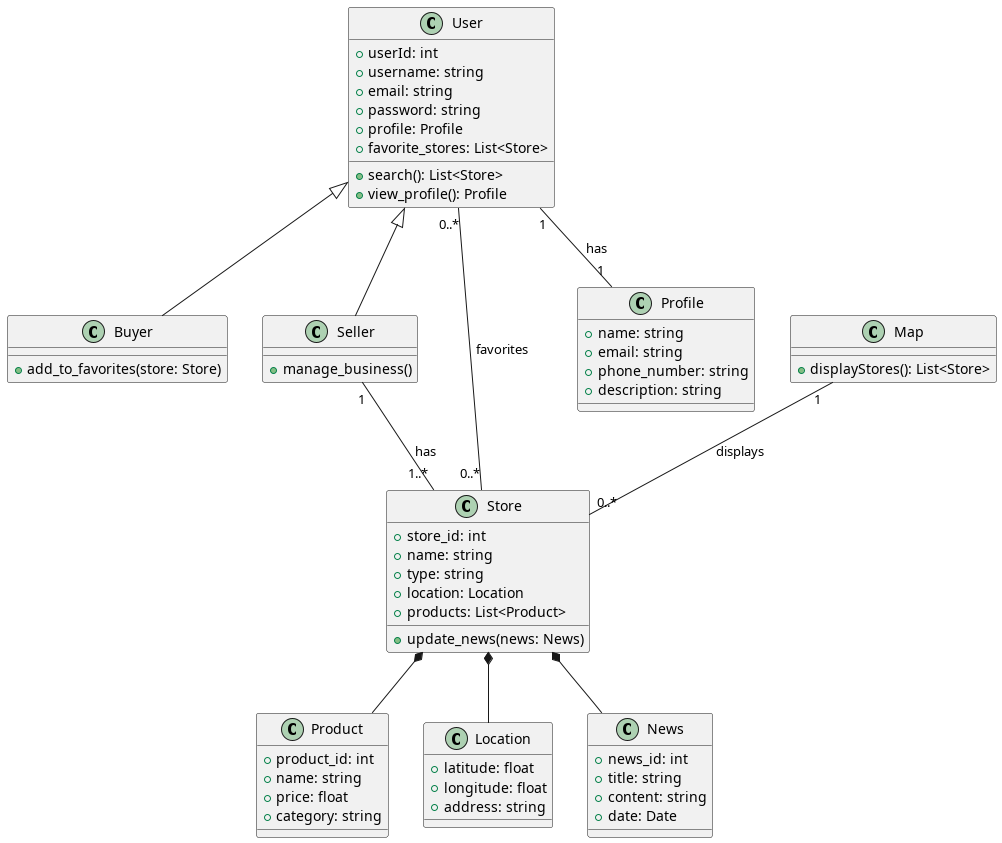 User
userId: int
username: string
email: string
password: string
profile: Profile
favorite_stores: List<Store>
search(): List<Store>
view_profile(): Profile
0..*
1
has
1
Buyer
add_to_favorites(store: Store)
Seller
manage_business()
favorites
Profile
name: string
email: string
phone_number: string
description: string
Map
displayStores(): List<Store>
1
1
has
displays
1..*
0..*
0..*
Store
store_id: int
name: string
type: string
location: Location
products: List<Product>
update_news(news: News)
Product
product_id: int
name: string
price: float
category: string
Location
latitude: float
longitude: float
address: string
News
news_id: int
title: string
content: string
date: Date